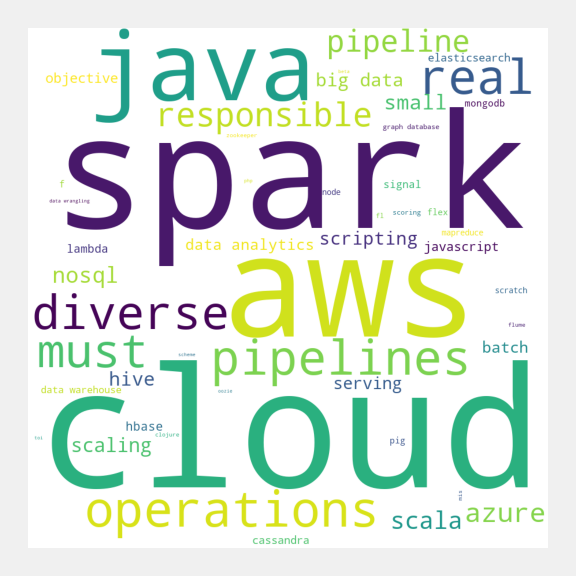 pipeline
java
elasticsearch
real
objective
big data
small
mongodb
responsible
graph database
spark
f
signal
node
data wrangling
fl
scoring
flex
mapreduce
lambda
data analytics
scripting
javascript
nosql
aws
scratch
diverse
flume
must
pipelines
batch
scheme
hive
serving
data warehouse
oozie
cloud
hbase
clojure
scaling
pig
operations
scala
azure
cassandra